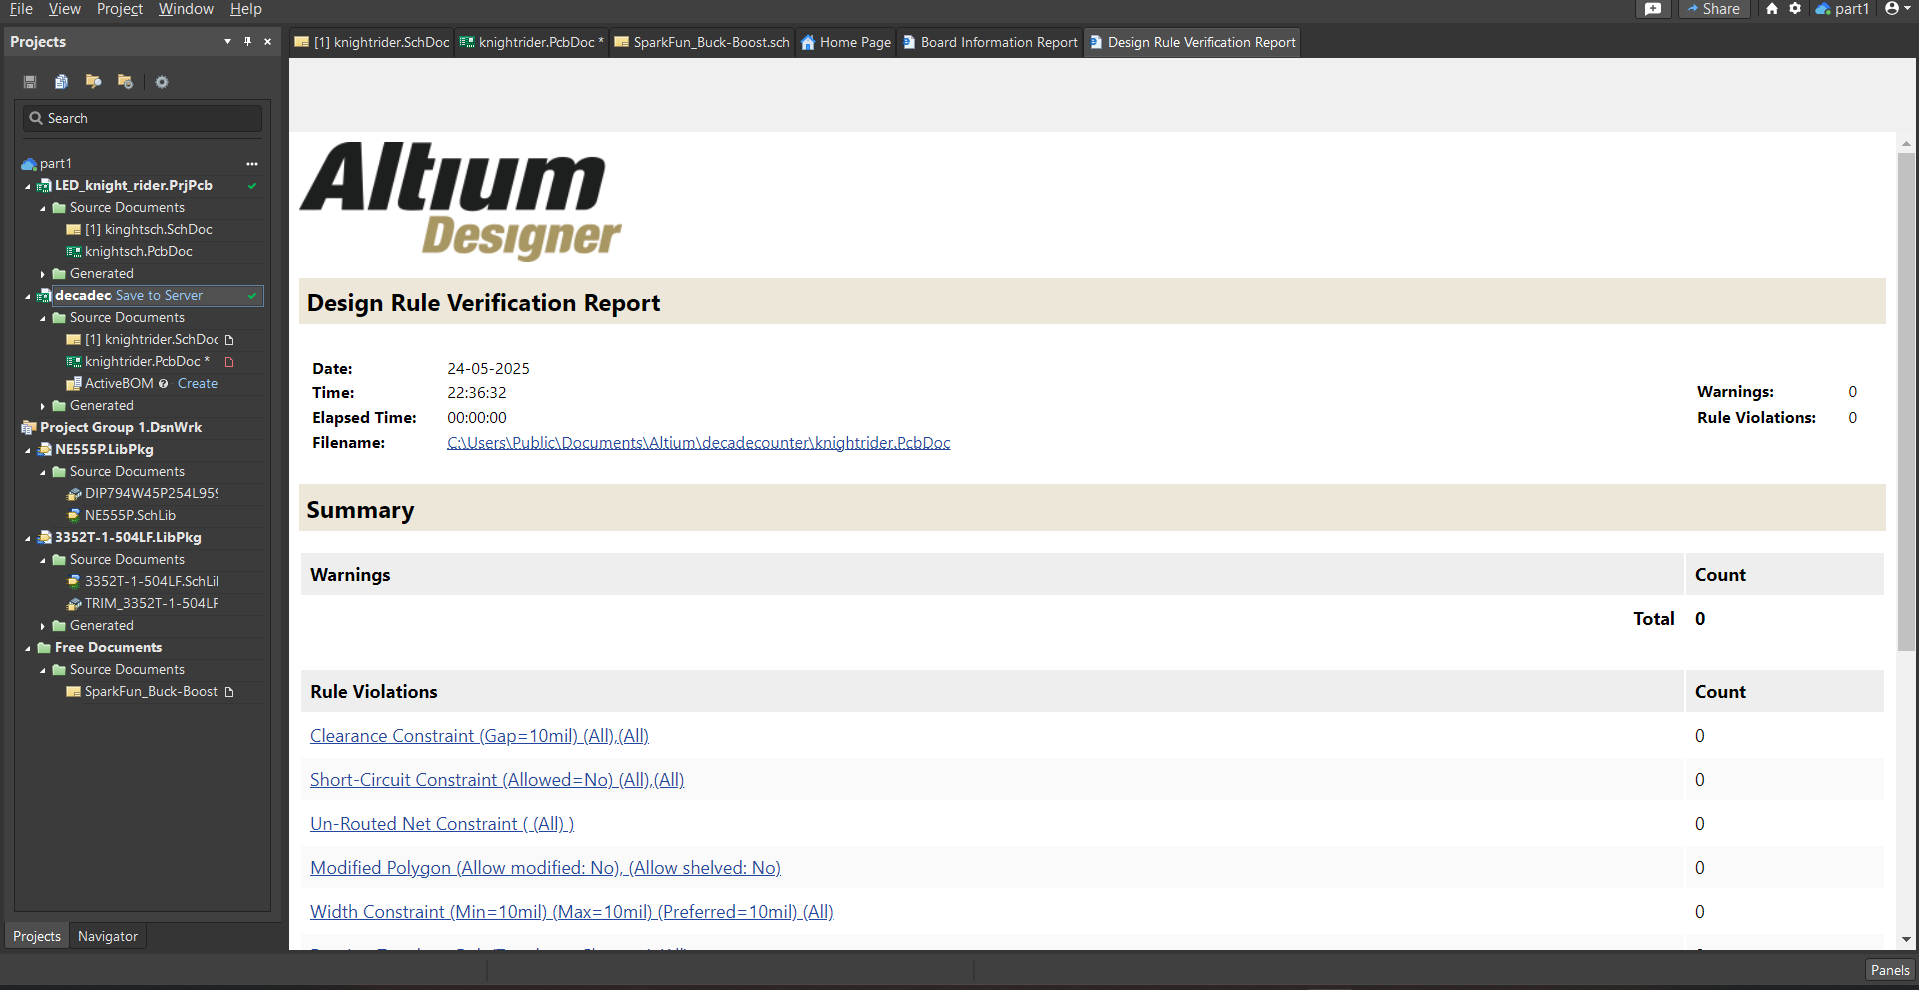 File View Project Window Help
Share part1
Projects
[1] knightrider.SchDoc knightrider.PcbDoc * SparkFun_Buck-Boost.sch Home Page Board Information Report Design Rule Verification Report
Search
part1 •••
LED_knight_rider.PrjPcb
Source Documents
[1] kinghtsch.SchDoc
knightsch.PcbDoc
Generated
decadec Save to Server
Source Documents
[1] knightrider.SchDoc
knightrider.PcbDoc *
ActiveBOM Create
Generated
Project Group 1.DsnWrk
NE555P.LibPkg
Source Documents
DIP794W45P254L959
NE555P.SchLib
3352T-1-504LF.LibPkg
Source Documents
3352T-1-504LF.SchLi
TRIM_3352T-1-504LF
Generated
Free Documents
Source Documents
SparkFun_Buck-Boost
Projects Navigator
Altium
Designer
Design Rule Verification Report
Date: 24-05-2025
Time: 22:36:32
Elapsed Time: 00:00:00
Filename: C:\Users\Public\Documents\Altium\decadecounter\knightrider.PcbDoc
Warnings: 0
Rule Violations: 0
Summary
Warnings Count
Total 0
Rule Violations Count
Clearance Constraint (Gap=10mil) (All),(All) 0
Short-Circuit Constraint (Allowed=No) (All),(All) 0
Un-Routed Net Constraint ( (All) ) 0
Modified Polygon (Allow modified: No), (Allow shelved: No) 0
Width Constraint (Min=10mil) (Max=10mil) (Preferred=10mil) (All) 0
Panels